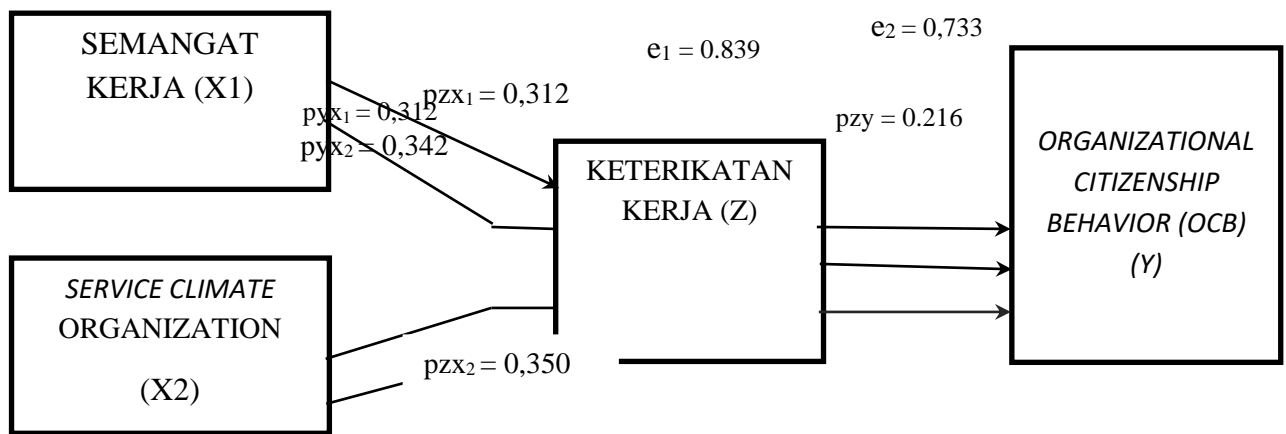 SEMANGAT
KERJA (X1)
e₁ = 0.839
e₂ = 0,733
pzx₁ = 0,312
pyx₁ = 0,312
pyx₂ = 0,342
pzy = 0.216
KETERIKATAN
KERJA (Z)
ORGANIZATIONAL
CITIZENSHIP
BEHAVIOR (OCB)
(Y)
SERVICE CLIMATE
ORGANIZATION
(X2)
pzx₂ = 0,350